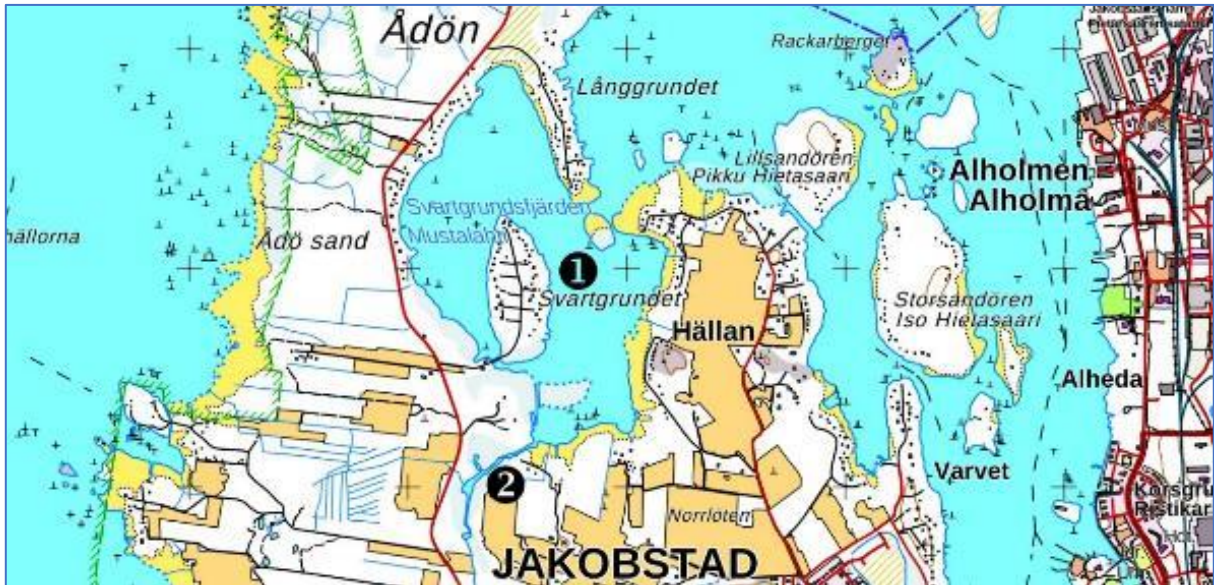 Ådön
Rackarberget
Långgrundet
Lillsandören
Pikku Hietasaari
Alholmen
Alholma
Svartgrundsfjärden
Mustalahti
hällorna
Ådö sand
1
Svartgrundet
Storsandören
Iso Hietasaari
Hällan
Alheda
Varvet
2
Norrlöten
JAKOBSTAD
Korsgru
Ristikar